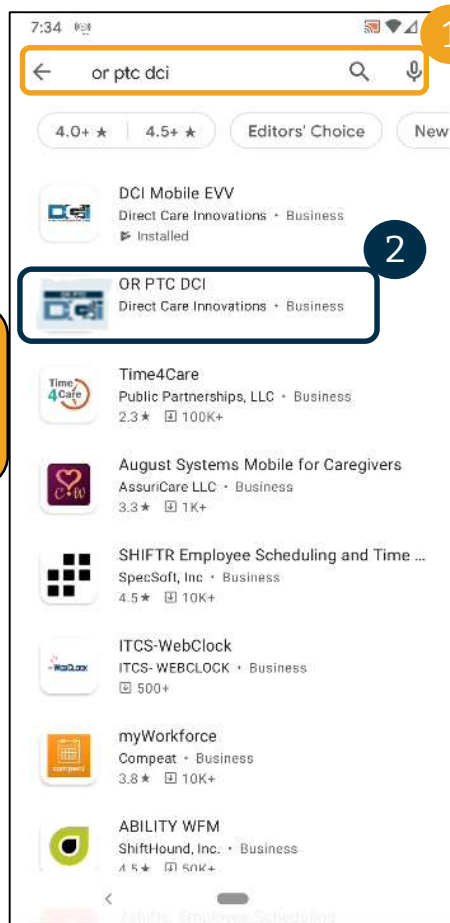 7:34
1
or ptc dci
4.0+ ★ 4.5+ ★ Editors' Choice New
DCI Mobile EVV
Direct Care Innovations • Business
Installed
2
OR PTC DCI
Direct Care Innovations • Business
Time4Care
Public Partnerships, LLC • Business
2.3 ★ 100K+
August Systems Mobile for Caregivers
AssuriCare LLC • Business
3.3 ★ 1K+
SHIFTR Employee Scheduling and Time ...
SpecSoft, Inc • Business
4.5 ★ 10K+
ITCS-WebClock
ITCS- WEBCLOCK • Business
500+
myWorkforce
Compeat • Business
3.8 ★ 10K+
ABILITY WFM
ShiftHound, Inc. • Business
4.5 ★ 50K+